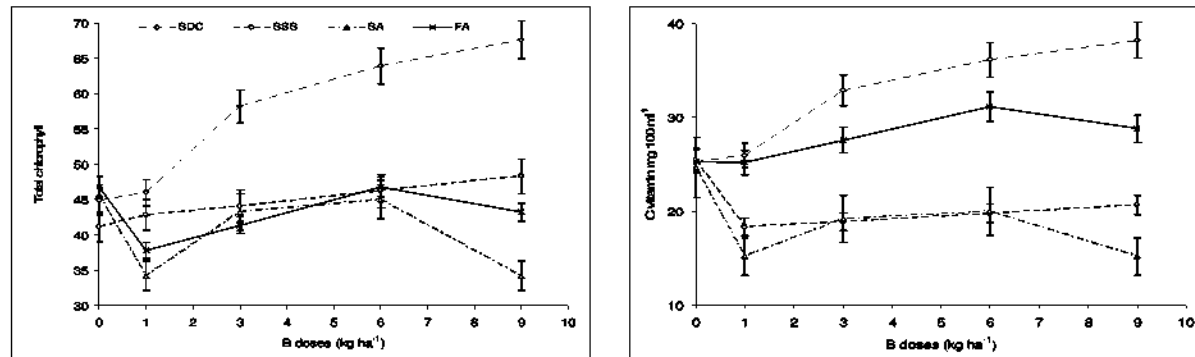 70
65
60
55
50
45
40
35
30
Total chlorophyll
SDC SSS SA FA
0 1 2 3 4 5 6 7 8 9 10
B doses (kg ha⁻¹)
40
30
20
10
C vitamin mg 100 ml⁻¹
0 1 2 3 4 5 6 7 8 9 10
B doses (kg ha⁻¹)